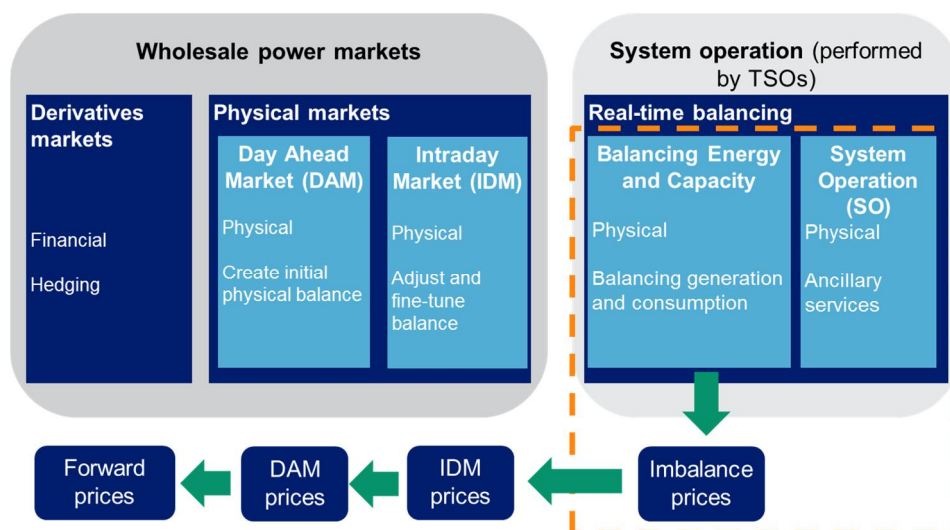 Wholesale power markets
Derivatives
markets
Financial
Hedging
Physical markets
Day Ahead
Market (DAM)
Physical
Create initial
physical balance
Intraday
Market (IDM)
Physical
Adjust and
fine-tune
balance
System operation (performed
by TSOs)
Real-time balancing
Balancing Energy
and Capacity
Physical
Balancing generation
and consumption
System
Operation
(SO)
Physical
Ancillary
services
Forward
prices
DAM
prices
IDM
prices
Imbalance
prices